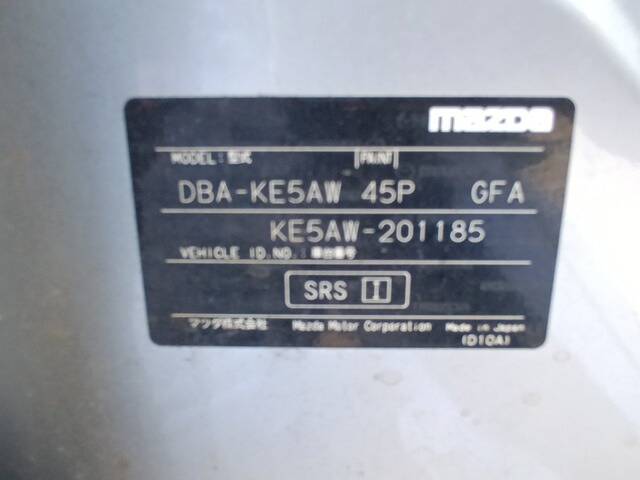 mazda
MODEL:型式 PAINT
DBA-KE5AW 45P GFA
KE5AW-201185
VEHICLE ID.NO.:車台番号
SRS I
マツダ株式会社 Mazda Motor Corporation Made in Japan
(D10A)